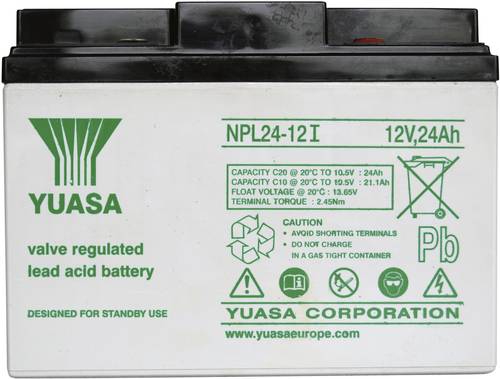 NPL24-12I 12V,24Ah
CAPACITY C20 @ 20°C TO 10.5V : 24Ah
CAPACITY C10 @ 20°C TO 19.5V : 21.1Ah
FLOAT VOLTAGE @ 20°C : 13.65V
TERMINAL TORQUE : 2.45Nm
YUASA
valve regulated
lead acid battery
DESIGNED FOR STANDBY USE
CAUTION
• AVOID SHORTING TERMINALS
• DO NOT CHARGE
IN A GAS TIGHT CONTAINER
Pb
YUASA CORPORATION
www.yuasaeurope.com